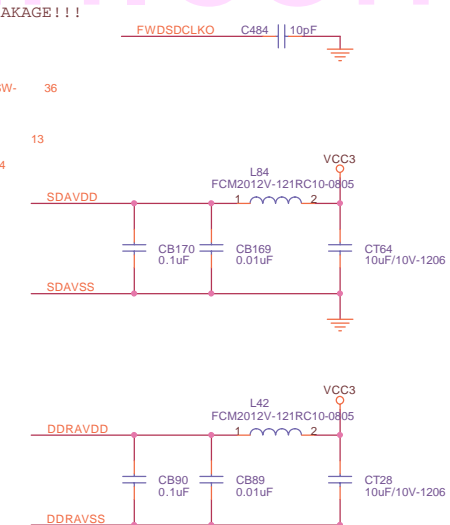 AKAGE!!!
FWDSDCLKO C484 10pF
SW- 36
13
4
VCC3
L84
FCM2012V-121RC10-0805
SDAVDD 1 2
CB170 CB169 CT64
0.1uF 0.01uF 10uF/10V-1206
SDAVSS
VCC3
L42
FCM2012V-121RC10-0805
DDRAVDD 1 2
CB90 CB89 CT28
0.1uF 0.01uF 10uF/10V-1206
DDRAVSS